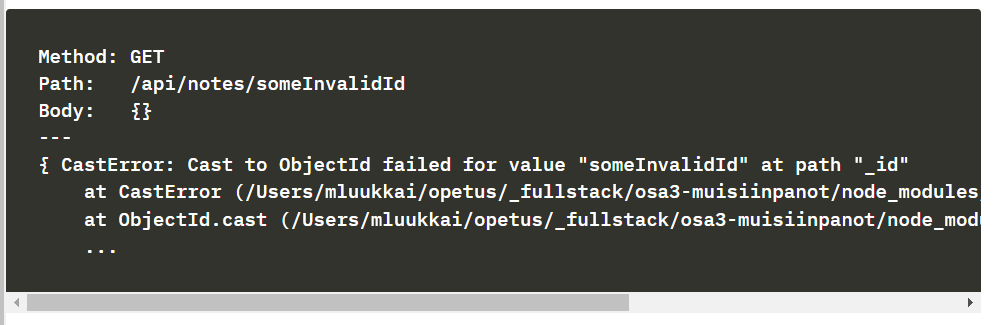 Method: GET
Path:   /api/notes/someInvalidId
Body:   {}
---
{ CastError: Cast to ObjectId failed for value "someInvalidId" at path "_id"
    at CastError (/Users/mluukkai/opetus/_fullstack/osa3-muisiinpanot/node_modules
    at ObjectId.cast (/Users/mluukkai/opetus/_fullstack/osa3-muisiinpanot/node_mod
    ...